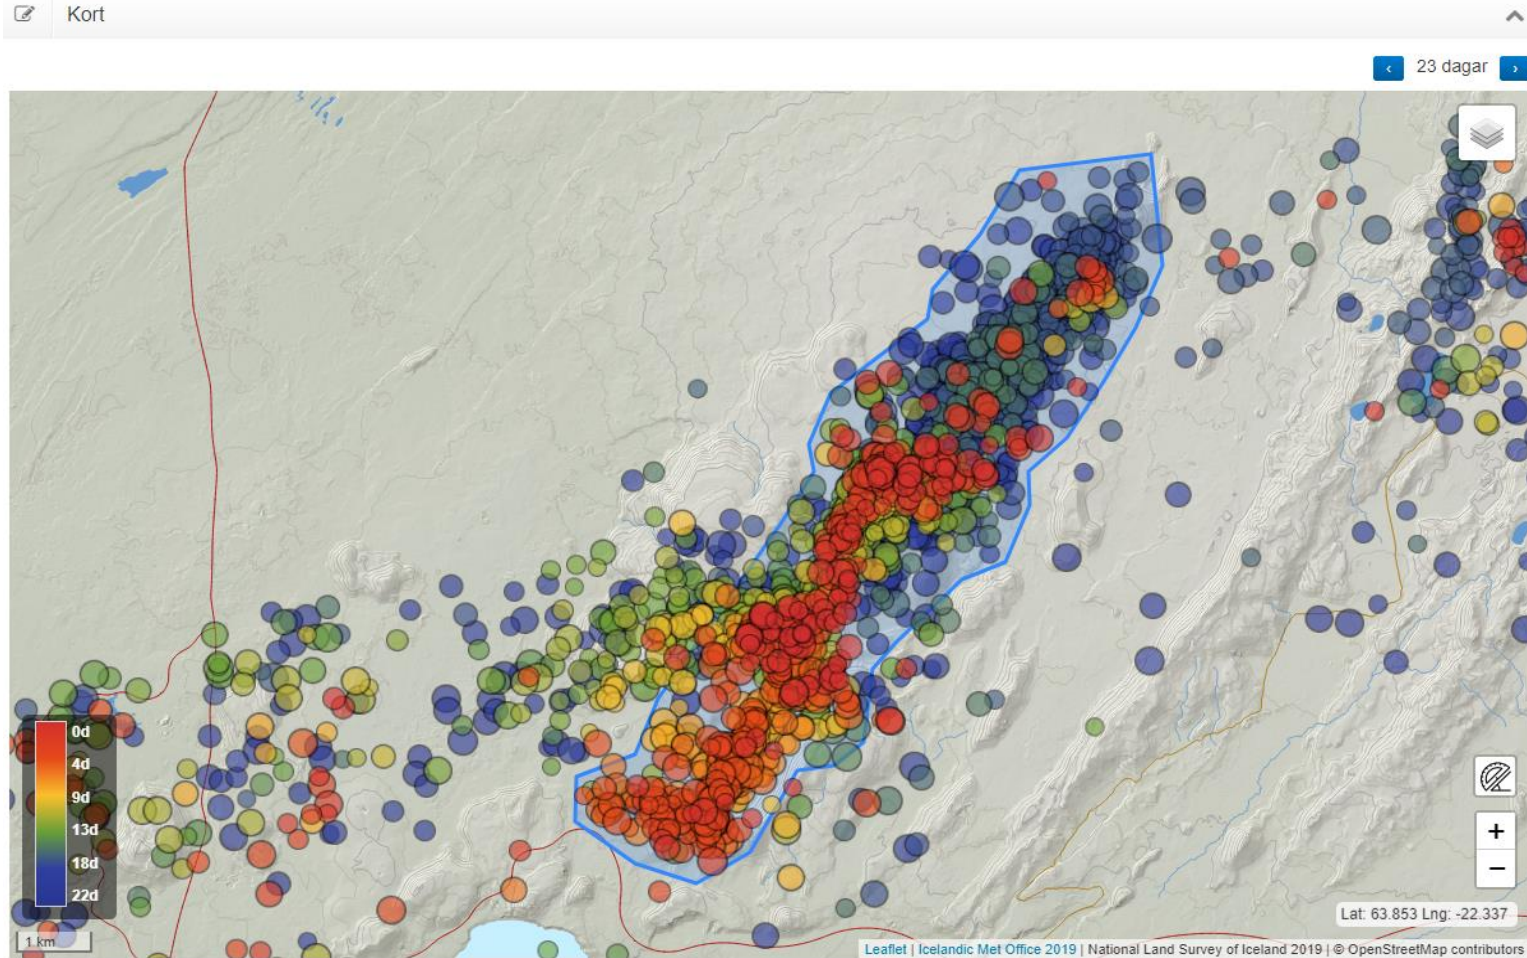 Kort
‹ 23 dagar ›
0d
4d
9d
13d
18d
22d
+
−
Lat: 63.853 Lng: -22.337
1 km
Leaflet | Icelandic Met Office 2019 | National Land Survey of Iceland 2019 | © OpenStreetMap contributors